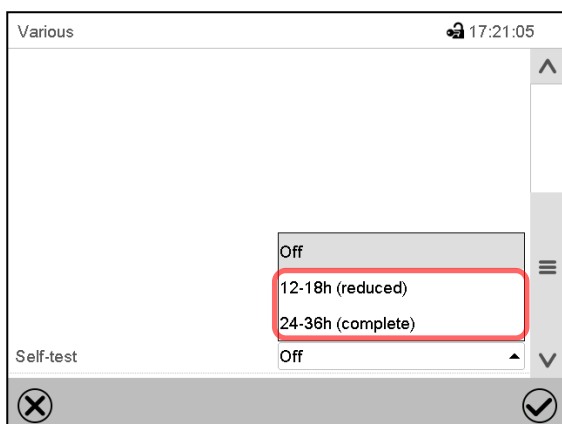 Various 17:21:05
Off
12-18h (reduced)
24-36h (complete)
Self-test Off